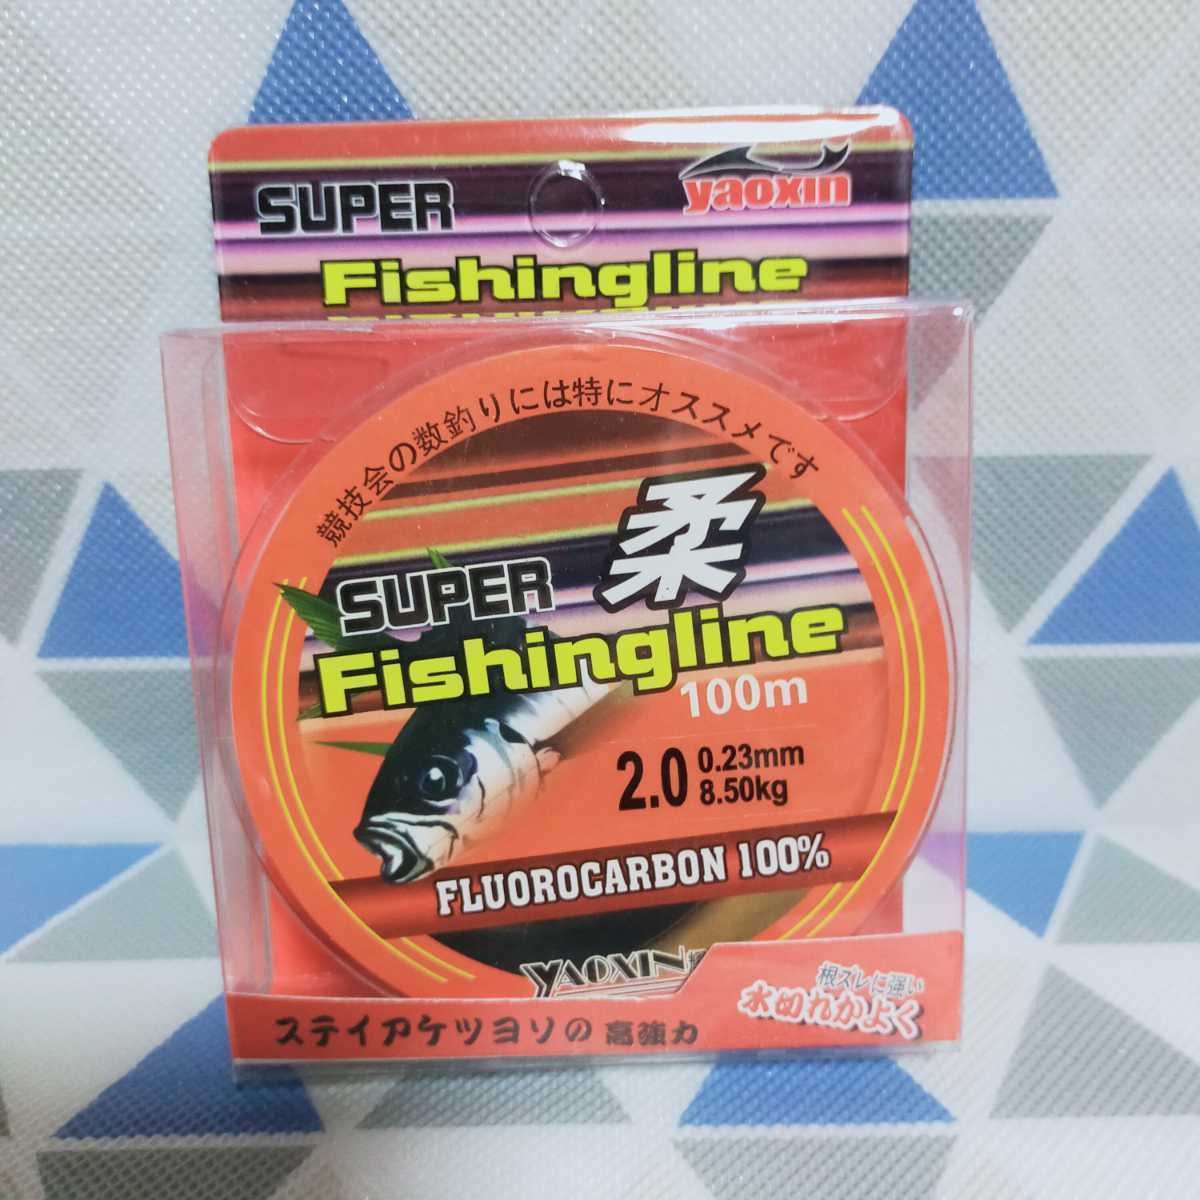 SUPER
yaoxin
Fishingline
競技会の数釣りには特にオススメです
柔
SUPER
Fishingline
100m
2.0
0.23mm
8.50kg
FLUOROCARBON 100%
YAOXIN
根ズレに強い
水切れかよく
ステイアケツヨソの 高強力